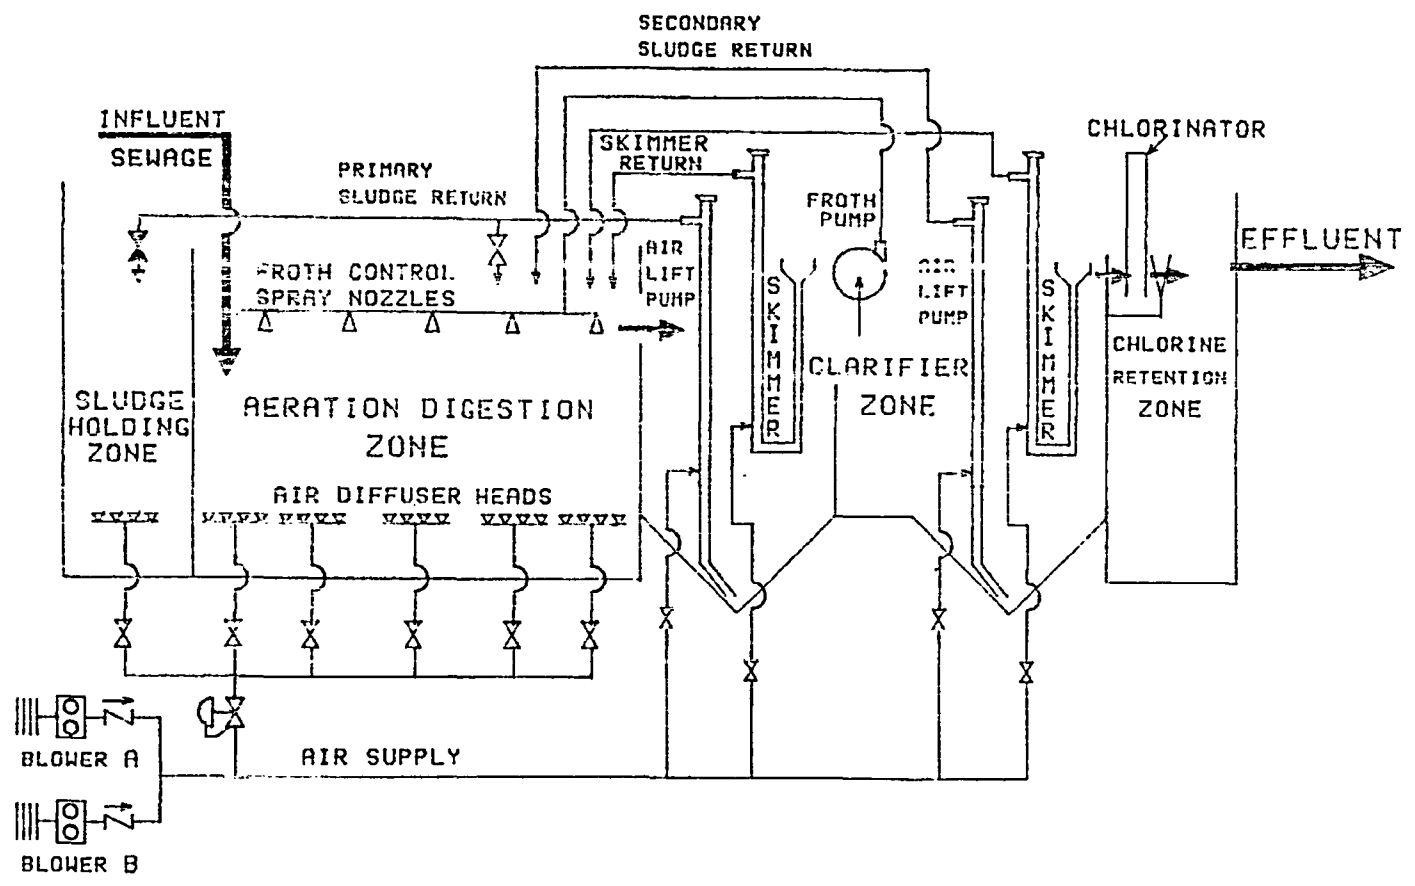 SECONDARY
SLUDGE RETURN
INFLUENT
SEWAGE
PRIMARY
SLUDGE RETURN
SKIMMER
RETURN
CHLORINATOR
FROTH
PUMP
AIR
LIFT
PUMP
AIR
LIFT
PUMP
EFFLUENT
FROTH CONTROL
SPRAY NOZZLES
SKIMMER
SKIMMER
CLARIFIER
ZONE
CHLORINE
RETENTION
ZONE
SLUDGE
HOLDING
ZONE
AERATION DIGESTION
ZONE
AIR DIFFUSER HEADS
BLOWER A
AIR SUPPLY
BLOWER B